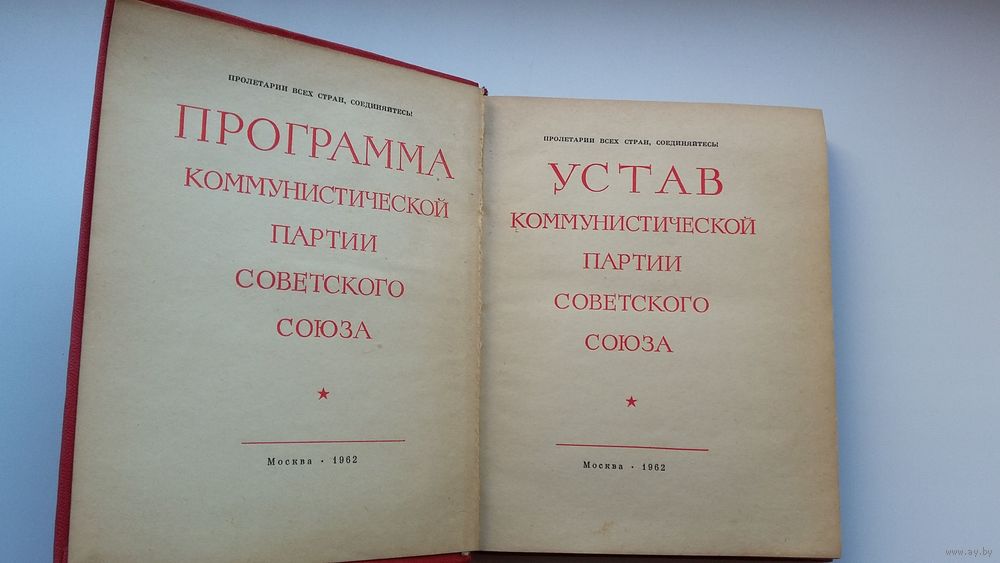 ПРОЛЕТАРИИ ВСЕХ СТРАН, СОЕДИНЯЙТЕСЬ!
ПРОГРАММА
КОММУНИСТИЧЕСКОЙ
ПАРТИИ
СОВЕТСКОГО
СОЮЗА
★
Москва · 1962
ПРОЛЕТАРИИ ВСЕХ СТРАН, СОЕДИНЯЙТЕСЬ!
УСТАВ
КОММУНИСТИЧЕСКОЙ
ПАРТИИ
СОВЕТСКОГО
СОЮЗА
★
Москва · 1962
www.ay.by